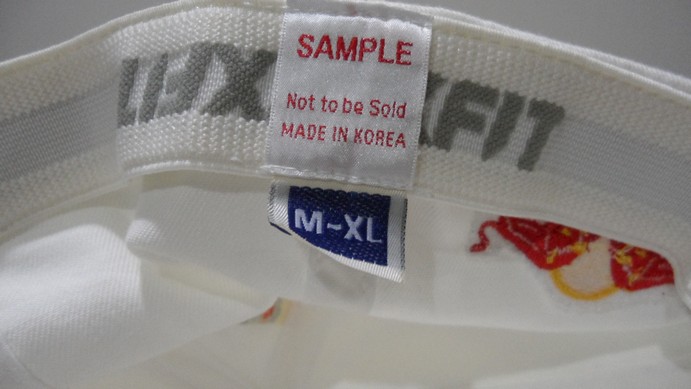 SAMPLE
Not to be Sold
MADE IN KOREA
M~XL